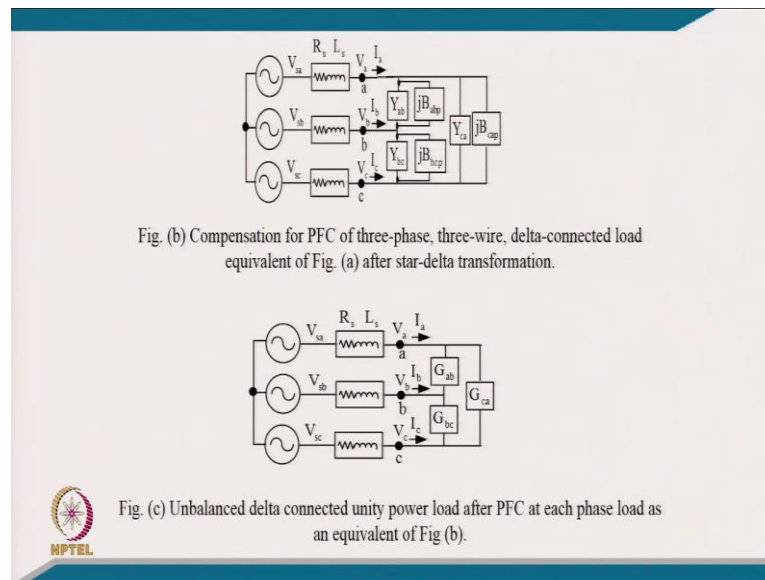 R_s L_s
V_sa V_a I_a
a
Y_ab jB_abp
V_sb V_b I_b
b
Y_ca jB_cap
Y_bc jB_bcp
V_sc V_c I_c
c
Fig. (b) Compensation for PFC of three-phase, three-wire, delta-connected load
equivalent of Fig. (a) after star-delta transformation.
R_s L_s
V_sa V_a I_a
a
G_ab
V_sb V_b I_b
G_ca
b
G_bc
V_sc V_c I_c
c
Fig. (c) Unbalanced delta connected unity power load after PFC at each phase load as
an equivalent of Fig (b).
NPTEL